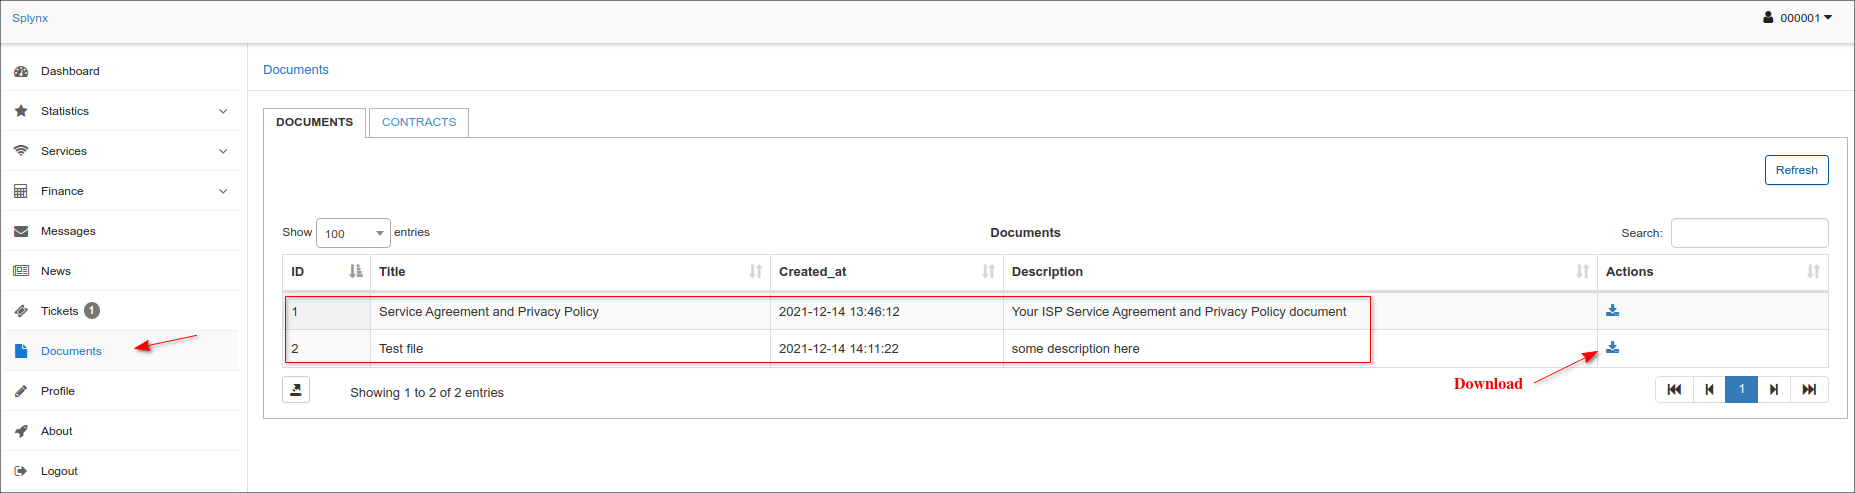 Splynx
000001
Dashboard
Statistics
Services
Finance
Messages
News
Tickets 1
Documents
Profile
About
Logout
Documents
DOCUMENTS CONTRACTS
Refresh
Show 100 entries
Documents
Search:
ID Title Created_at Description Actions
1 Service Agreement and Privacy Policy 2021-12-14 13:46:12 Your ISP Service Agreement and Privacy Policy document
2 Test file 2021-12-14 14:11:22 some description here
Download
Showing 1 to 2 of 2 entries
1